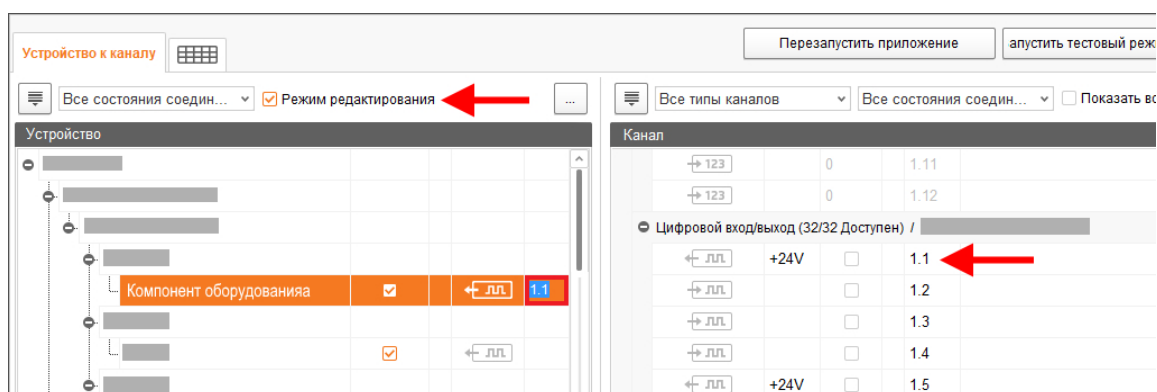 Устройство к каналу
Перезапустить приложение
апустить тестовый реж
Все состояния соедин...
Режим редактирования
...
Все типы каналов
Все состояния соедин...
Показать вс
Устройство
Канал
123 0 1.11
123 0 1.12
Цифровой вход/выход (32/32 Доступен) /
+24V 1.1
Компонент оборудованияа 1.1
1.2
1.3
1.4
+24V 1.5